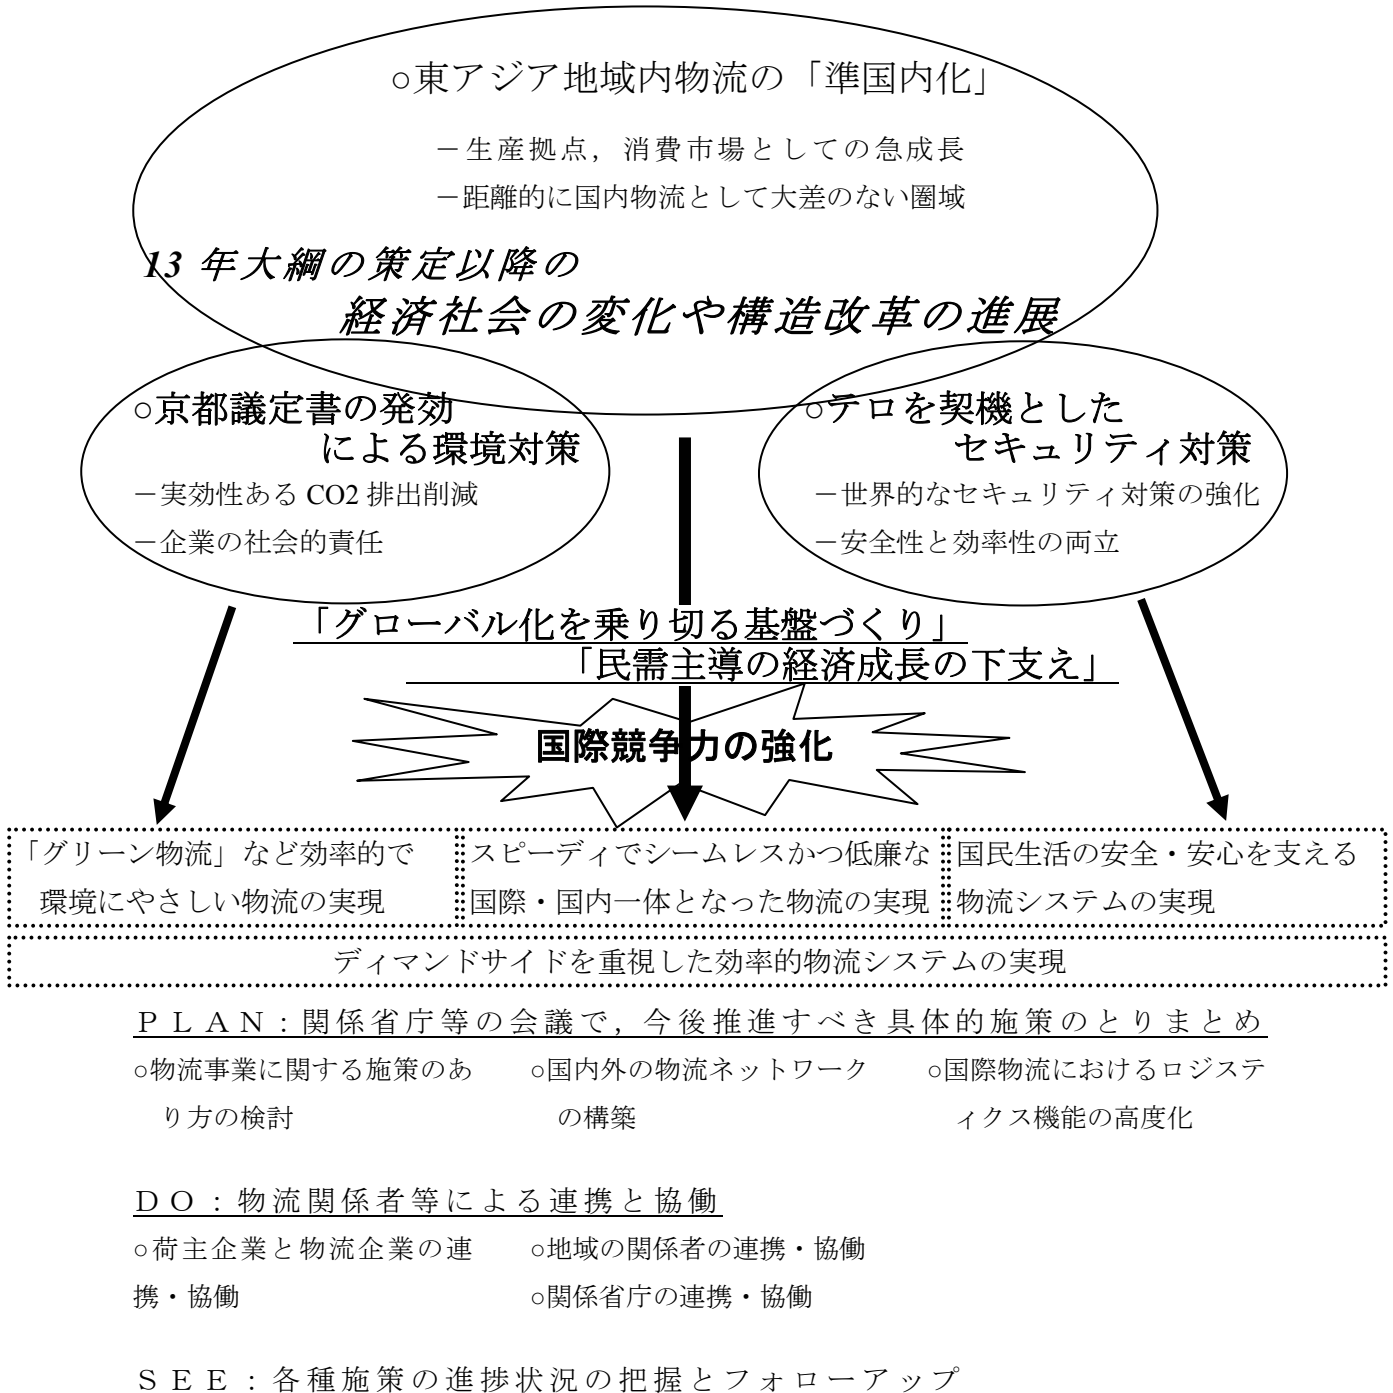 ○東アジア地域内物流の「準国内化」
－生産拠点，消費市場としての急成長
－距離的に国内物流として大差のない圏域
13 年大綱の策定以降の
経済社会の変化や構造改革の進展
○京都議定書の発効
による環境対策
－実効性ある CO2 排出削減
－企業の社会的責任
○テロを契機とした
セキュリティ対策
－世界的なセキュリティ対策の強化
－安全性と効率性の両立
「グローバル化を乗り切る基盤づくり」
「民需主導の経済成長の下支え」
国際競争力の強化
「グリーン物流」など効率的で
環境にやさしい物流の実現
スピーディでシームレスかつ低廉な
国際・国内一体となった物流の実現
国民生活の安全・安心を支える
物流システムの実現
ディマンドサイドを重視した効率的物流システムの実現
ＰＬＡＮ：関係省庁等の会議で，今後推進すべき具体的施策のとりまとめ
○物流事業に関する施策のあ
り方の検討
○国内外の物流ネットワーク
の構築
○国際物流におけるロジステ
ィクス機能の高度化
ＤＯ：物流関係者等による連携と協働
○荷主企業と物流企業の連
携・協働
○地域の関係者の連携・協働
○関係省庁の連携・協働
ＳＥＥ：各種施策の進捗状況の把握とフォローアップ